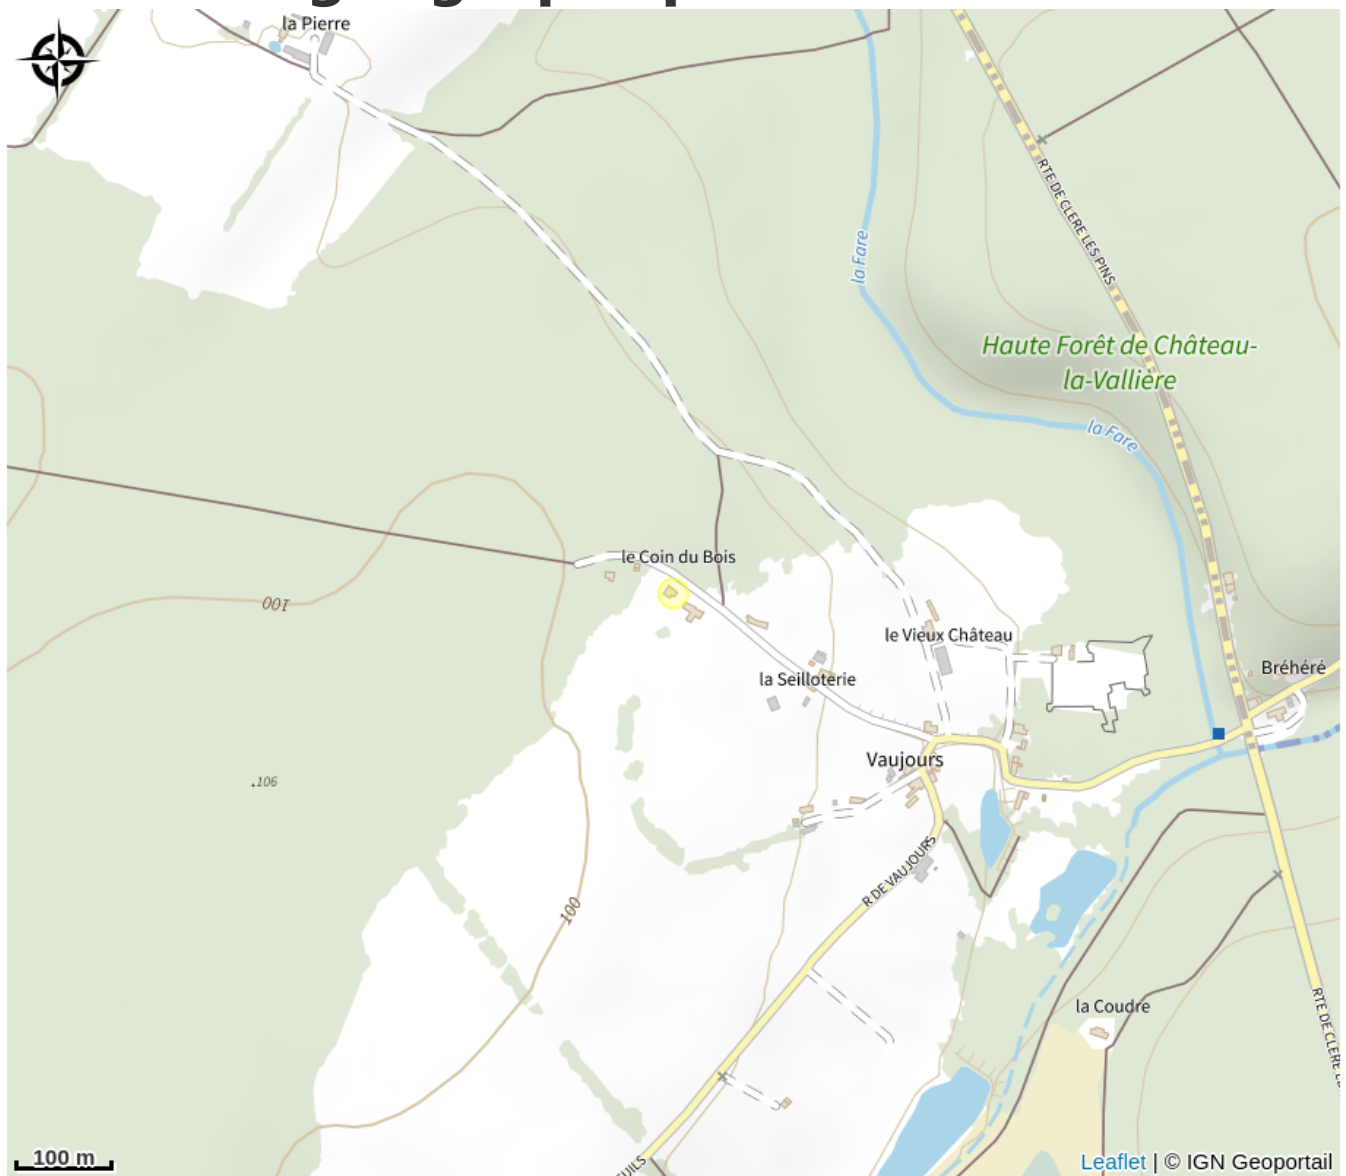 la Pierre
RTE DE CLERE LES PINS
la Fare
Haute Forêt de Château-
la-Vallière
la Fare
le Coin du Bois
100
le Vieux Château
Bréhéré
la Seilloterie
Vaujours
.106
R DE VAUJOURS
100
la Coudre
RTE DE CLERE
100 m
Leaflet | © IGN Geoportail